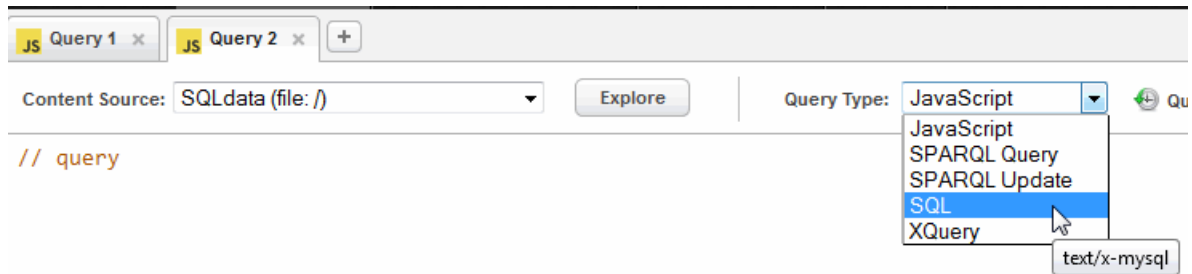 JS Query 1 × JS Query 2 × +
Content Source: SQLdata (file: /) Explore Query Type: JavaScript Qu
JavaScript
// query
SPARQL Query
SPARQL Update
SQL
XQuery
text/x-mysql